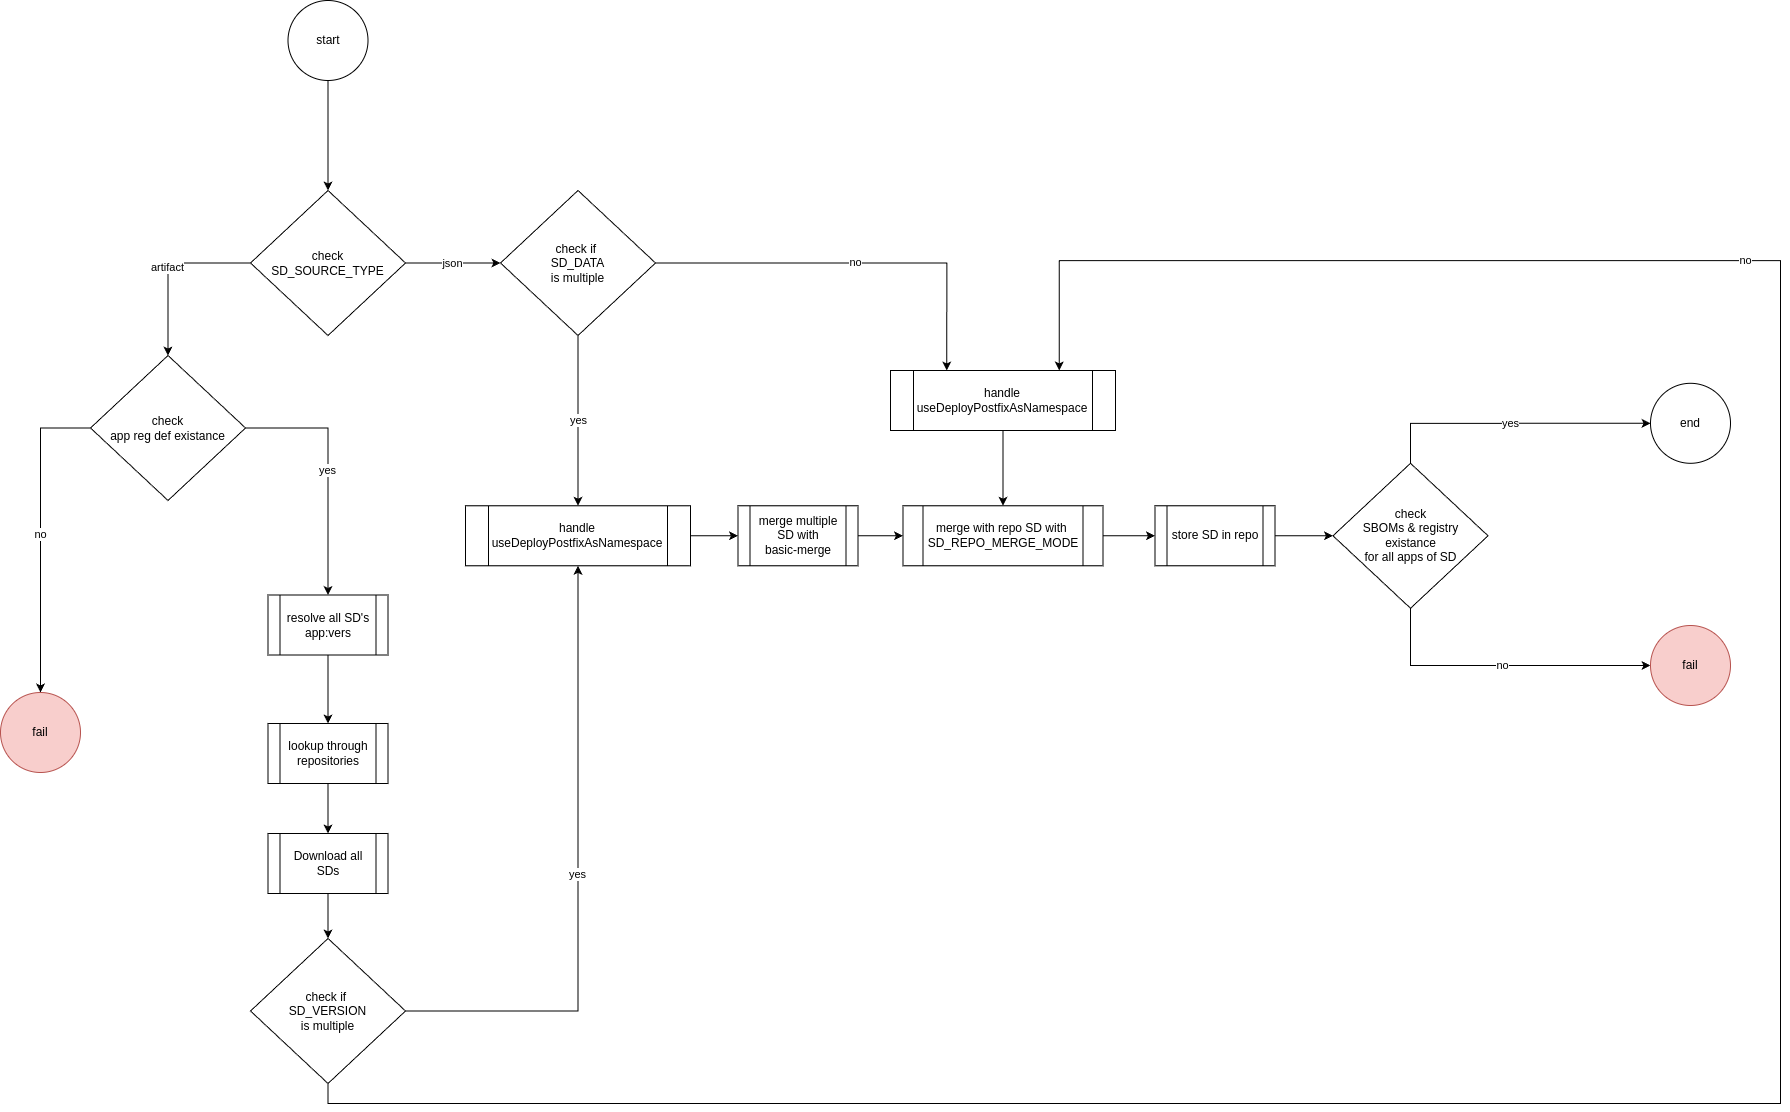 start
check
SD_SOURCE_TYPE
artifact
json
check if
SD_DATA
is multiple
no
no
yes
check
app reg def existance
no
yes
handle
useDeployPostfixAsNamespace
handle
useDeployPostfixAsNamespace
merge multiple
SD with
basic-merge
merge with repo SD with
SD_REPO_MERGE_MODE
store SD in repo
check
SBOMs & registry
existance
for all apps of SD
yes
end
no
fail
resolve all SD's
app:vers
fail
lookup through
repositories
Download all
SDs
yes
check if
SD_VERSION
is multiple